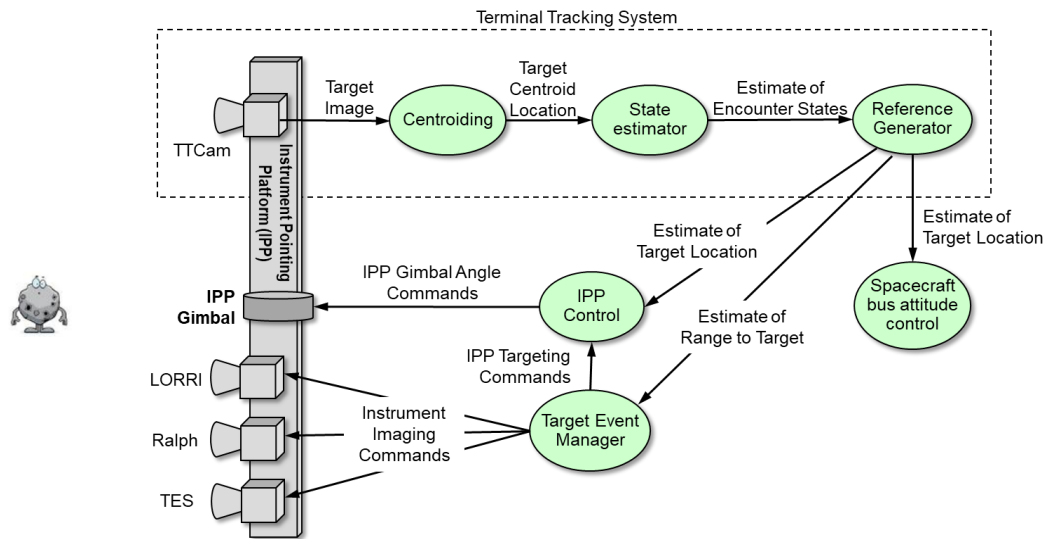 Terminal Tracking System
Target
Image
Target
Centroid
Location
Estimate of
Encounter States
Centroiding
State
estimator
Reference
Generator
TTCam
Instrument Pointing
Platform (IPP)
Estimate of
Target Location
Estimate of
Target Location
IPP Gimbal Angle
Commands
IPP
Gimbal
IPP
Control
Spacecraft
bus attitude
control
Estimate of
Range to Target
IPP Targeting
Commands
LORRI
Instrument
Imaging
Commands
Target Event
Manager
Ralph
TES